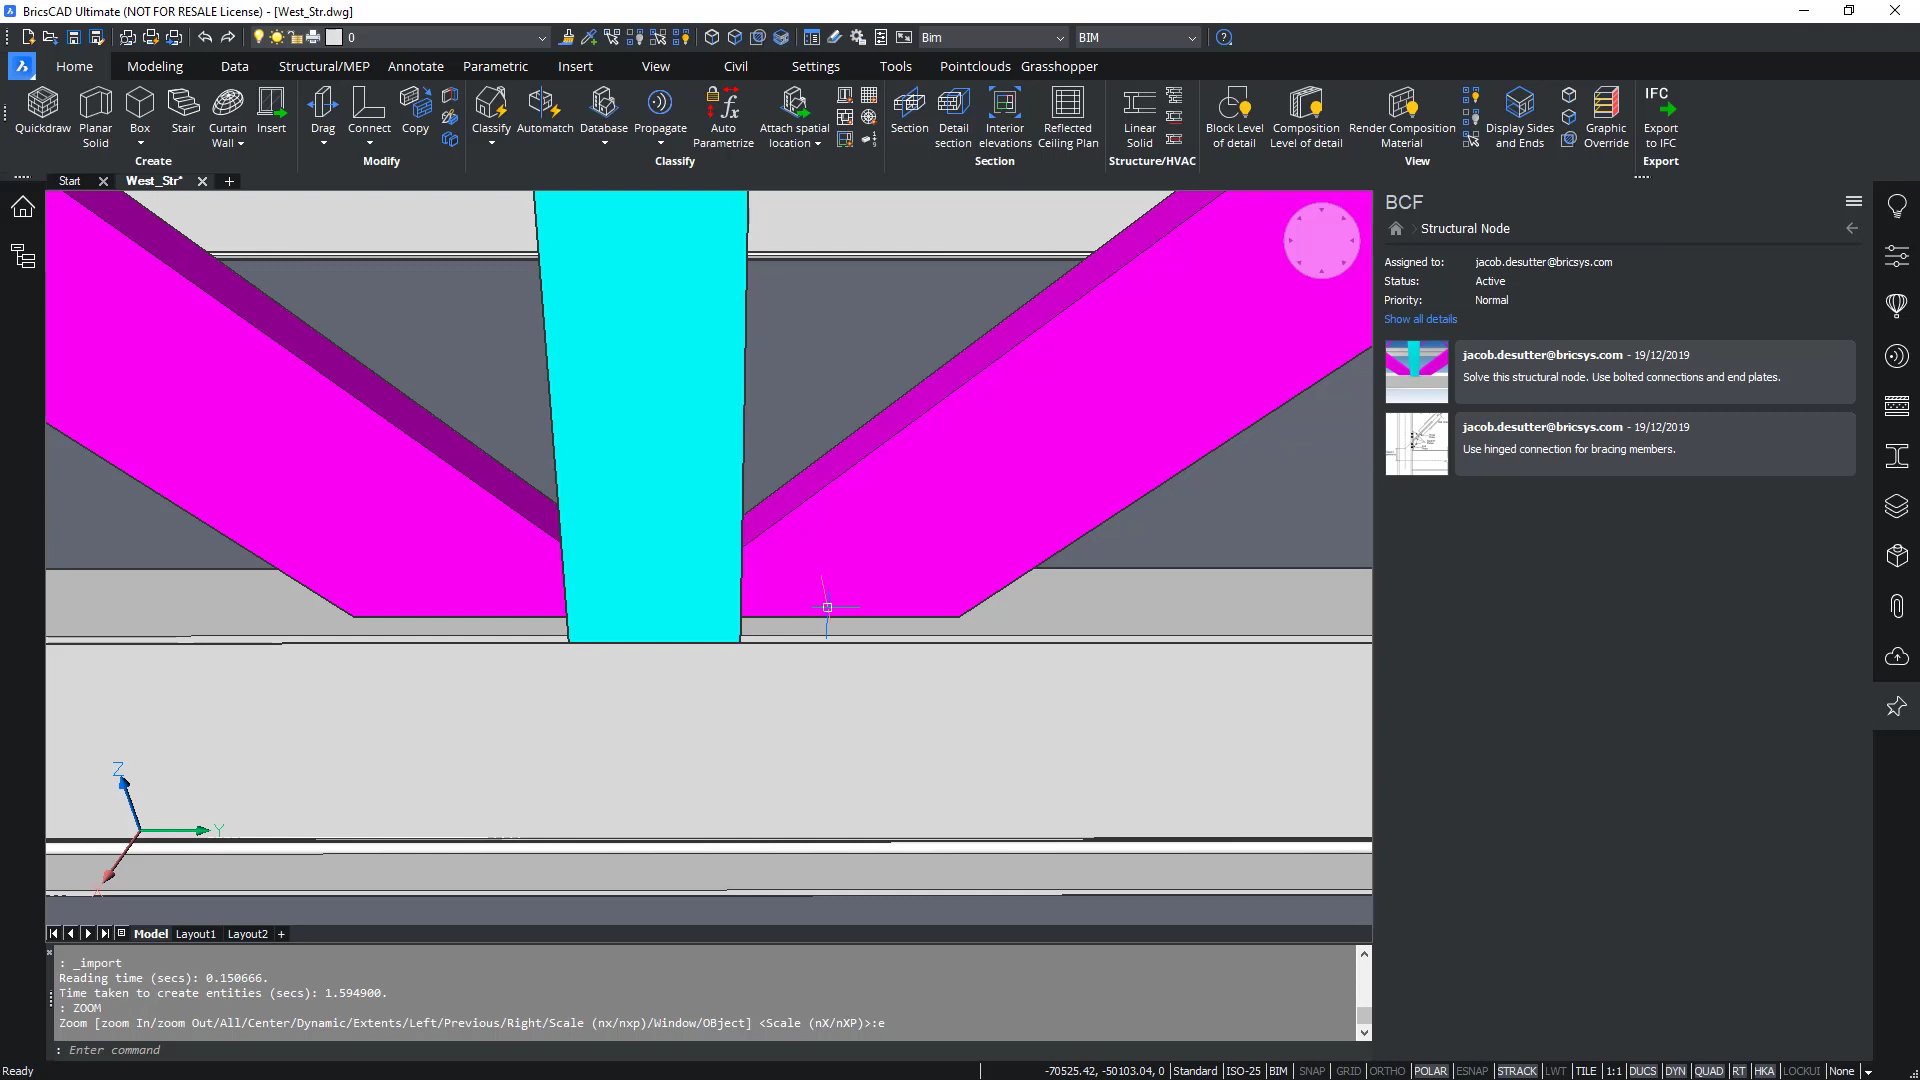 BricsCAD Ultimate (NOT FOR RESALE License) - [West_Str.dwg]
0
Bim
BIM
Home Modeling Data Structural/MEP Annotate Parametric Insert View Civil Settings Tools Pointclouds Grasshopper
Quickdraw
Planar Solid
Box
Stair
Curtain Wall
Insert
Create
Drag
Connect
Copy
Modify
Classify
Automatch
Database
Propagate
Auto Parametrize
Attach spatial location
Classify
Section
Detail section
Interior elevations
Reflected Ceiling Plan
Section
Linear Solid
Structure/HVAC
Block Level of detail
Composition Level of detail
Render Composition Material
Display Sides and Ends
Graphic Override
View
IFC
Export to IFC
Export
Start
West_Str*
BCF
Structural Node
Assigned to: jacob.desutter@bricsys.com
Status: Active
Priority: Normal
Show all details
jacob.desutter@bricsys.com - 19/12/2019
Solve this structural node. Use bolted connections and end plates.
jacob.desutter@bricsys.com - 19/12/2019
Use hinged connection for bracing members.
Z
Y
Model Layout1 Layout2 +
: _import
Reading time (secs): 0.150666.
Time taken to create entities (secs): 1.594900.
: ZOOM
Zoom [zoom In/zoom Out/All/Center/Dynamic/Extents/Left/Previous/Right/Scale (nx/nxp)/Window/OBject] <Scale (nX/nXP)>:e
: Enter command
Ready
-70525.42, -50103.04, 0 Standard ISO-25 BIM SNAP GRID ORTHO POLAR ESNAP STRACK LWT TILE 1:1 DUCS DYN QUAD RT HKA LOCKUI None